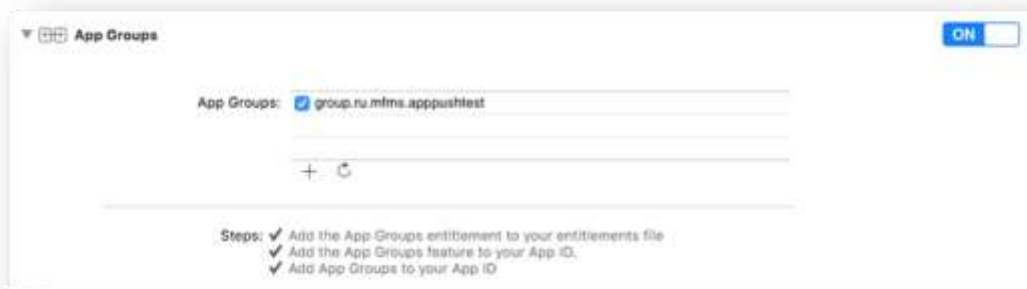 App Groups
ON
App Groups: group.ru.mfms.apppushtest
Steps: Add the App Groups entitlement to your entitlements file
Add the App Groups feature to your App ID.
Add App Groups to your App ID